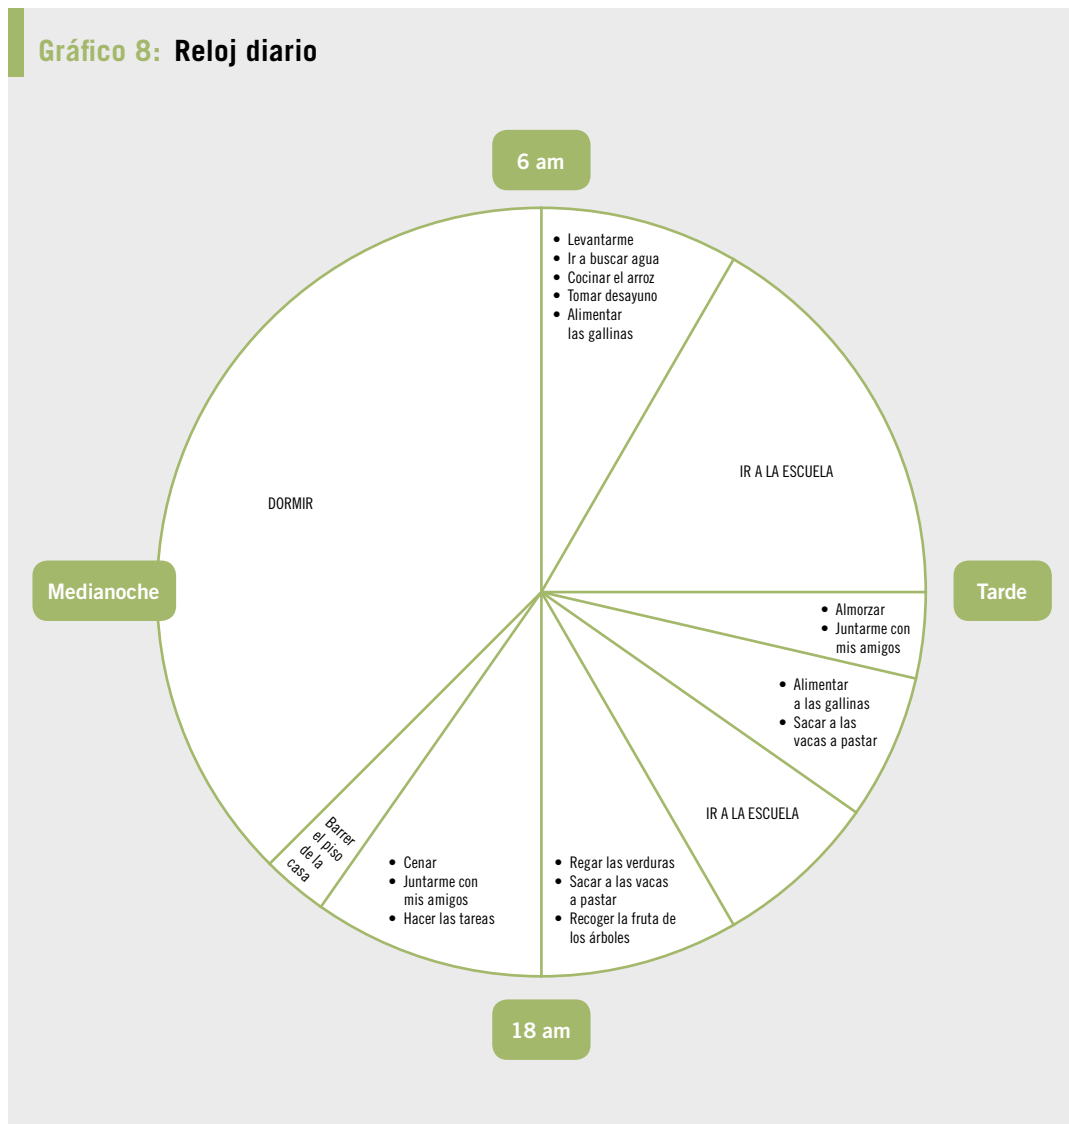 Gráfico 8: Reloj diario
6 am
• Levantarme
• Ir a buscar agua
• Cocinar el arroz
• Tomar desayuno
• Alimentar
las gallinas
IR A LA ESCUELA
DORMIR
Medianoche
Tarde
• Almorzar
• Juntarme con
mis amigos
• Alimentar
a las gallinas
• Sacar a las
vacas a pastar
IR A LA ESCUELA
• Regar las verduras
• Sacar a las vacas
a pastar
• Recoger la fruta de
los árboles
• Cenar
• Juntarme con
mis amigos
• Hacer las tareas
Barrer
el piso
de la
casa
18 am